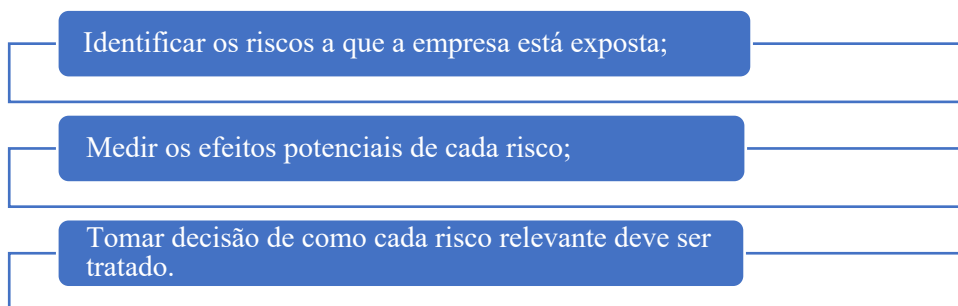 Identificar os riscos a que a empresa está exposta;
Medir os efeitos potenciais de cada risco;
Tomar decisão de como cada risco relevante deve ser
tratado.